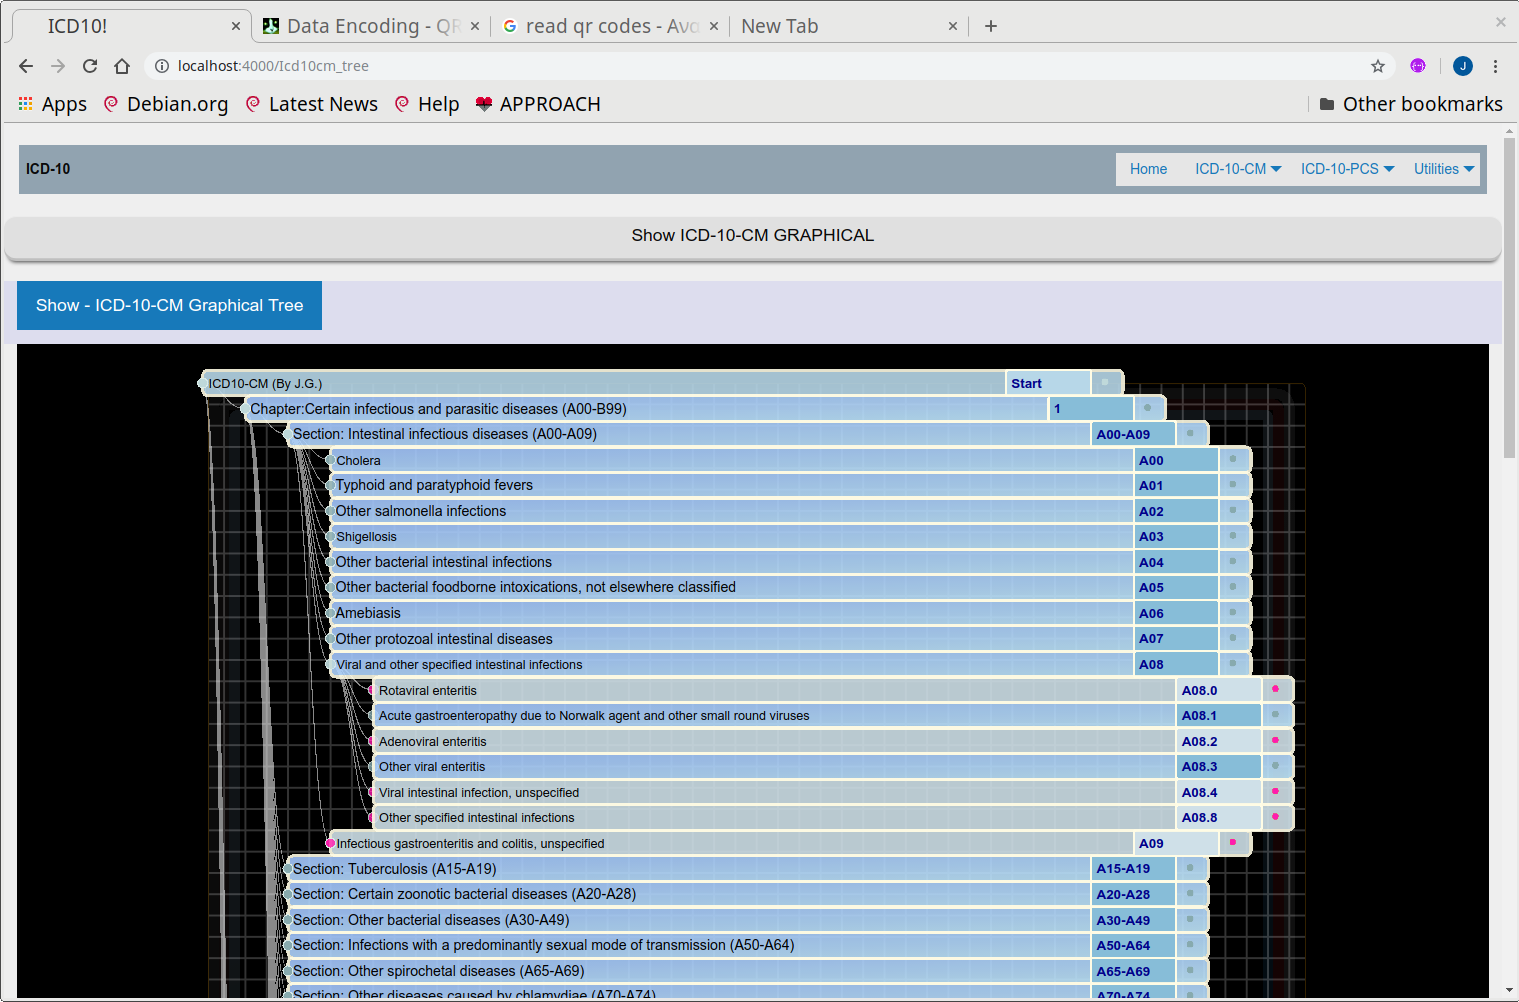 ICD10!
Data Encoding - QR
read qr codes - Avo
New Tab
localhost:4000/Icd10cm_tree
J
Apps Debian.org Latest News Help APPROACH Other bookmarks
ICD-10 Home ICD-10-CM ICD-10-PCS Utilities
Show ICD-10-CM GRAPHICAL
Show - ICD-10-CM Graphical Tree
ICD10-CM (By J.G.) Start
Chapter:Certain infectious and parasitic diseases (A00-B99) 1
Section: Intestinal infectious diseases (A00-A09) A00-A09
Cholera A00
Typhoid and paratyphoid fevers A01
Other salmonella infections A02
Shigellosis A03
Other bacterial intestinal infections A04
Other bacterial foodborne intoxications, not elsewhere classified A05
Amebiasis A06
Other protozoal intestinal diseases A07
Viral and other specified intestinal infections A08
Rotaviral enteritis A08.0
Acute gastroenteropathy due to Norwalk agent and other small round viruses A08.1
Adenoviral enteritis A08.2
Other viral enteritis A08.3
Viral intestinal infection, unspecified A08.4
Other specified intestinal infections A08.8
Infectious gastroenteritis and colitis, unspecified A09
Section: Tuberculosis (A15-A19) A15-A19
Section: Certain zoonotic bacterial diseases (A20-A28) A20-A28
Section: Other bacterial diseases (A30-A49) A30-A49
Section: Infections with a predominantly sexual mode of transmission (A50-A64) A50-A64
Section: Other spirochetal diseases (A65-A69) A65-A69
Section: Other diseases caused by chlamydiae (A70-A74) A70-A74